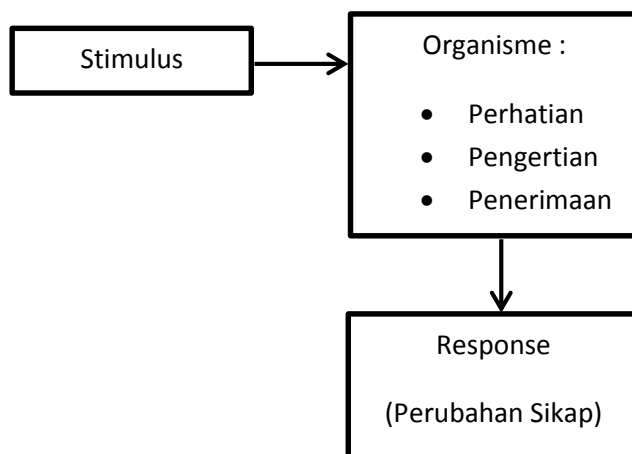 Stimulus
Organisme :
• Perhatian
• Pengertian
• Penerimaan
Response
(Perubahan Sikap)